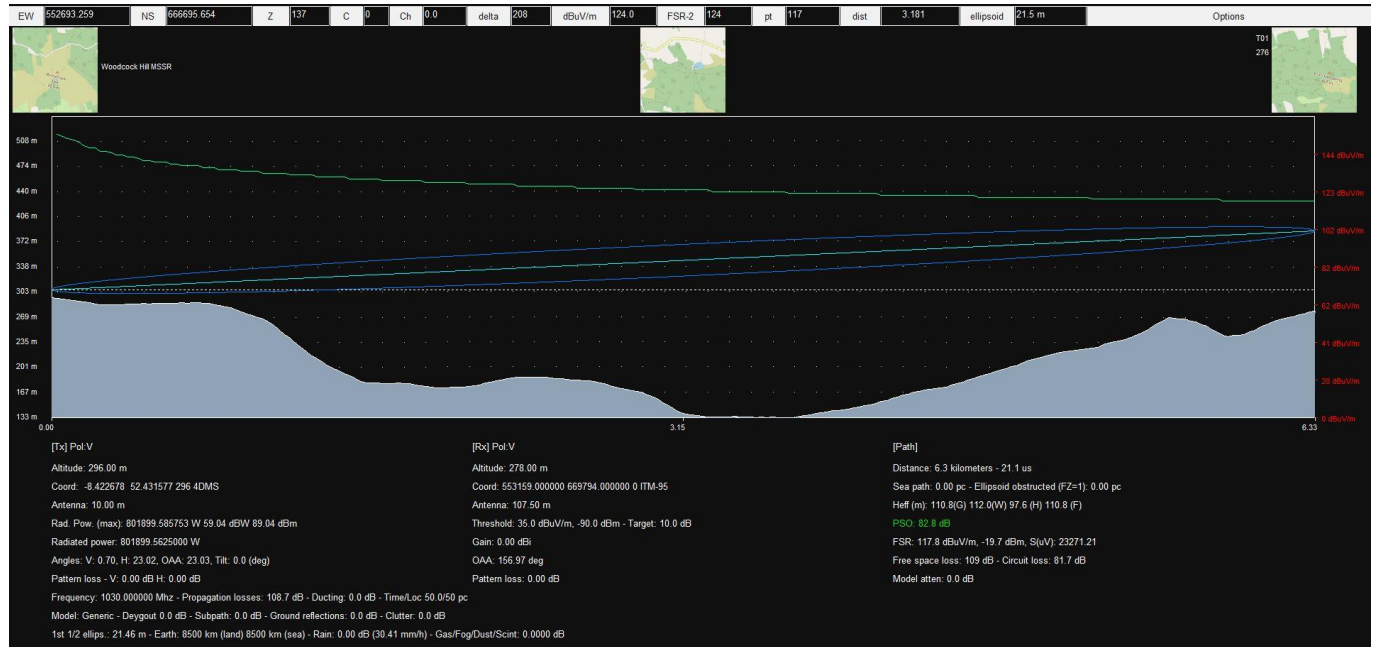 EW 552693.259 NS 666695.654 Z 137 C 0 Ch 0.0 delta 208 dBuV/m 124.0 FSR-2 124 pt 117 dist 3.181 ellipsoid 21.5 m Options
Woodcock Hill MSSR
T01
276
508 m
474 m
440 m
406 m
372 m
338 m
303 m
269 m
235 m
201 m
167 m
133 m
144 dBuV/m
123 dBuV/m
102 dBuV/m
82 dBuV/m
62 dBuV/m
41 dBuV/m
20 dBuV/m
0 dBuV/m
0.00 3.15 6.33
[Tx] Pol:V
Altitude: 296.00 m
Coord: -8.422678 52.431577 296 4DMS
Antenna: 10.00 m
Rad. Pow. (max): 801899.585753 W 59.04 dBW 89.04 dBm
Radiated power: 801899.5625000 W
Angles: V: 0.70, H: 23.02, OAA: 23.03, Tilt: 0.0 (deg)
Pattern loss - V: 0.00 dB H: 0.00 dB
Frequency: 1030.000000 Mhz - Propagation losses: 108.7 dB - Ducting: 0.0 dB - Time/Loc 50.0/50 pc
Model: Generic - Deygout 0.0 dB - Subpath: 0.0 dB - Ground reflections: 0.0 dB - Clutter: 0.0 dB
1st 1/2 ellips.: 21.46 m - Earth: 8500 km (land) 8500 km (sea) - Rain: 0.00 dB (30.41 mm/h) - Gas/Fog/Dust/Scint: 0.0000 dB
[Rx] Pol:V
Altitude: 278.00 m
Coord: 553159.000000 669794.000000 0 ITM-95
Antenna: 107.50 m
Threshold: 35.0 dBuV/m, -90.0 dBm - Target: 10.0 dB
Gain: 0.00 dBi
OAA: 156.97 deg
Pattern loss: 0.00 dB
[Path]
Distance: 6.3 kilometers - 21.1 us
Sea path: 0.00 pc - Ellipsoid obstructed (FZ=1): 0.00 pc
Heff (m): 110.8(G) 112.0(W) 97.6 (H) 110.8 (F)
PSO: 82.8 dB
FSR: 117.8 dBuV/m, -19.7 dBm, S(uV): 23271.21
Free space loss: 109 dB - Circuit loss: 81.7 dB
Model atten: 0.0 dB